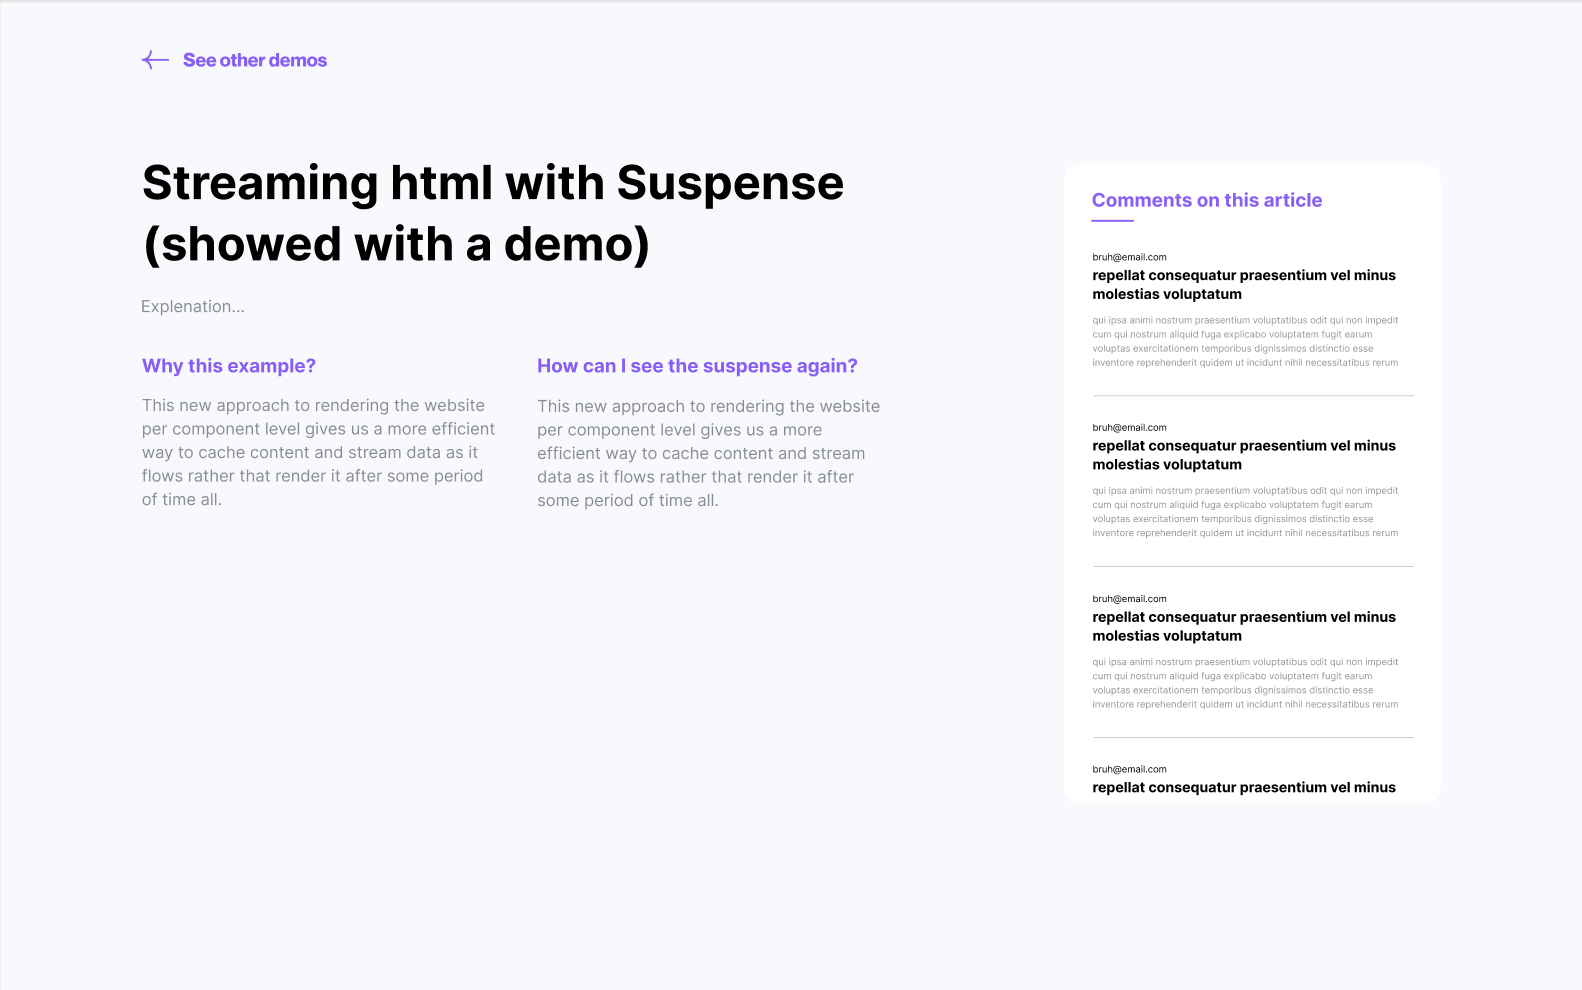 See other demos
Streaming html with Suspense
(showed with a demo)
Explenation...
Why this example?
This new approach to rendering the website
per component level gives us a more efficient
way to cache content and stream data as it
flows rather that render it after some period
of time all.
How can I see the suspense again?
This new approach to rendering the website
per component level gives us a more
efficient way to cache content and stream
data as it flows rather that render it after
some period of time all.
Comments on this article
bruh@email.com
repellat consequatur praesentium vel minus
molestias voluptatum
qui ipsa animi nostrum praesentium voluptatibus odit qui non impedit
cum qui nostrum aliquid fuga explicabo voluptatem fugit earum
voluptas exercitationem temporibus dignissimos distinctio esse
inventore reprehenderit quidem ut incidunt nihil necessitatibus rerum
bruh@email.com
repellat consequatur praesentium vel minus
molestias voluptatum
qui ipsa animi nostrum praesentium voluptatibus odit qui non impedit
cum qui nostrum aliquid fuga explicabo voluptatem fugit earum
voluptas exercitationem temporibus dignissimos distinctio esse
inventore reprehenderit quidem ut incidunt nihil necessitatibus rerum
bruh@email.com
repellat consequatur praesentium vel minus
molestias voluptatum
qui ipsa animi nostrum praesentium voluptatibus odit qui non impedit
cum qui nostrum aliquid fuga explicabo voluptatem fugit earum
voluptas exercitationem temporibus dignissimos distinctio esse
inventore reprehenderit quidem ut incidunt nihil necessitatibus rerum
bruh@email.com
repellat consequatur praesentium vel minus